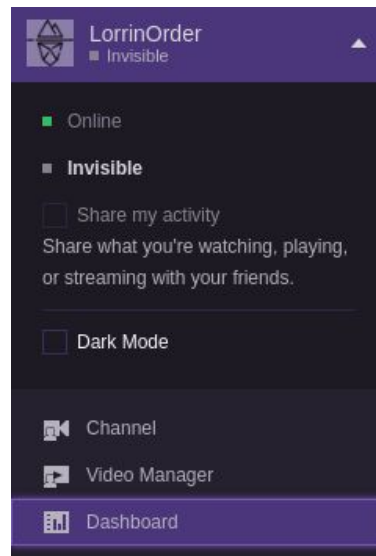 LorrinOrder
Invisible
Online
Invisible
Share my activity
Share what you're watching, playing,
or streaming with your friends.
Dark Mode
Channel
Video Manager
Dashboard